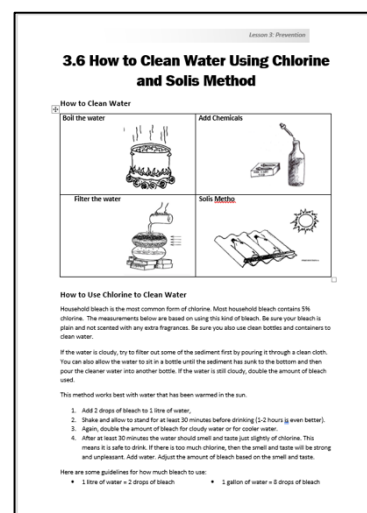 Lesson 3: Prevention
3.6 How to Clean Water Using Chlorine
and Solis Method
How to Clean Water
Boil the water
Add Chemicals
Filter the water
Solis Metho
How to Use Chlorine to Clean Water
Household bleach is the most common form of chlorine. Most household bleach contains 5%
chlorine. The measurements below are based on using this kind of bleach. Be sure your bleach is
plain and not scented with any extra fragrances. Be sure you also use clean bottles and containers to
clean water.
If the water is cloudy, try to filter out some of the sediment first by pouring it through a clean cloth.
You can also allow the water to sit in a bottle until the sediment has sunk to the bottom and then
pour the cleaner water into another bottle. If the water is still cloudy, double the amount of bleach
used.
This method works best with water that has been warmed in the sun.
1. Add 2 drops of bleach to 1 litre of water,
2. Shake and allow to stand for at least 30 minutes before drinking (1-2 hours is even better).
3. Again, double the amount of bleach for cloudy water or for cooler water.
4. After at least 30 minutes the water should smell and taste just slightly of chlorine. This
means it is safe to drink. If there is too much chlorine, then the smell and taste will be strong
and unpleasant. Add water. Adjust the amount of bleach based on the smell and taste.
Here are some guidelines for how much bleach to use:
• 1 litre of water = 2 drops of bleach
• 1 gallon of water = 8 drops of bleach